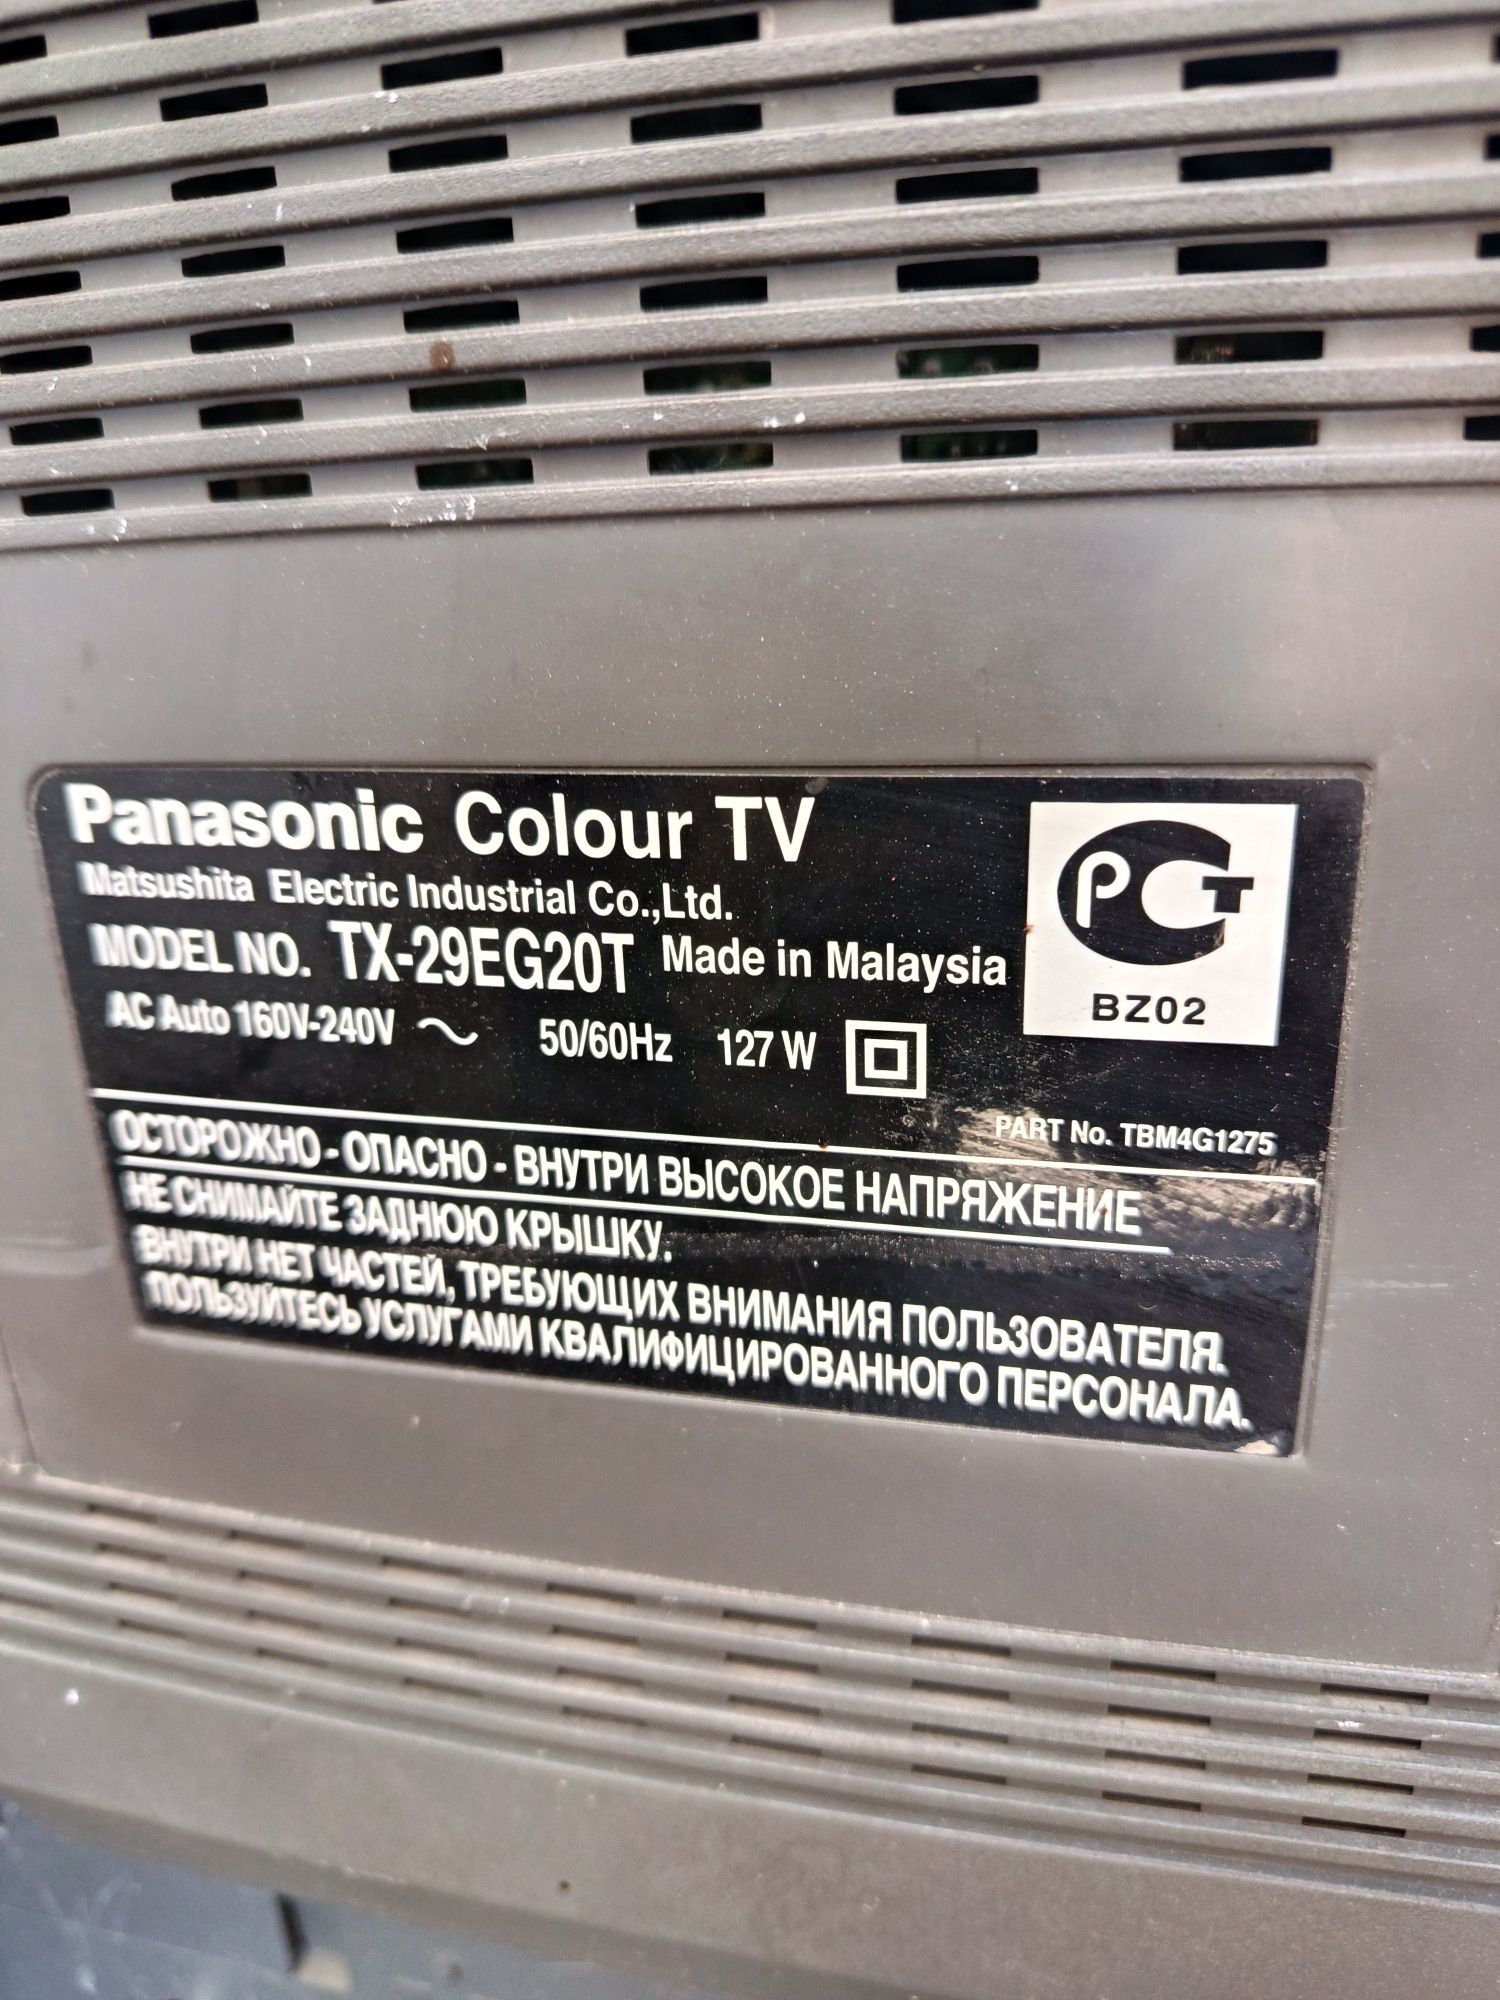 Panasonic Colour TV
Matsushita Electric Industrial Co.,Ltd.
MODEL NO. TX-29EG20T Made in Malaysia
AC Auto 160V-240V ~ 50/60Hz 127 W
РСТ
BZ02
PART No. TBM4G1275
ОСТОРОЖНО - ОПАСНО - ВНУТРИ ВЫСОКОЕ НАПРЯЖЕНИЕ
НЕ СНИМАЙТЕ ЗАДНЮЮ КРЫШКУ.
ВНУТРИ НЕТ ЧАСТЕЙ, ТРЕБУЮЩИХ ВНИМАНИЯ ПОЛЬЗОВАТЕЛЯ.
ПОЛЬЗУЙТЕСЬ УСЛУГАМИ КВАЛИФИЦИРОВАННОГО ПЕРСОНАЛА.